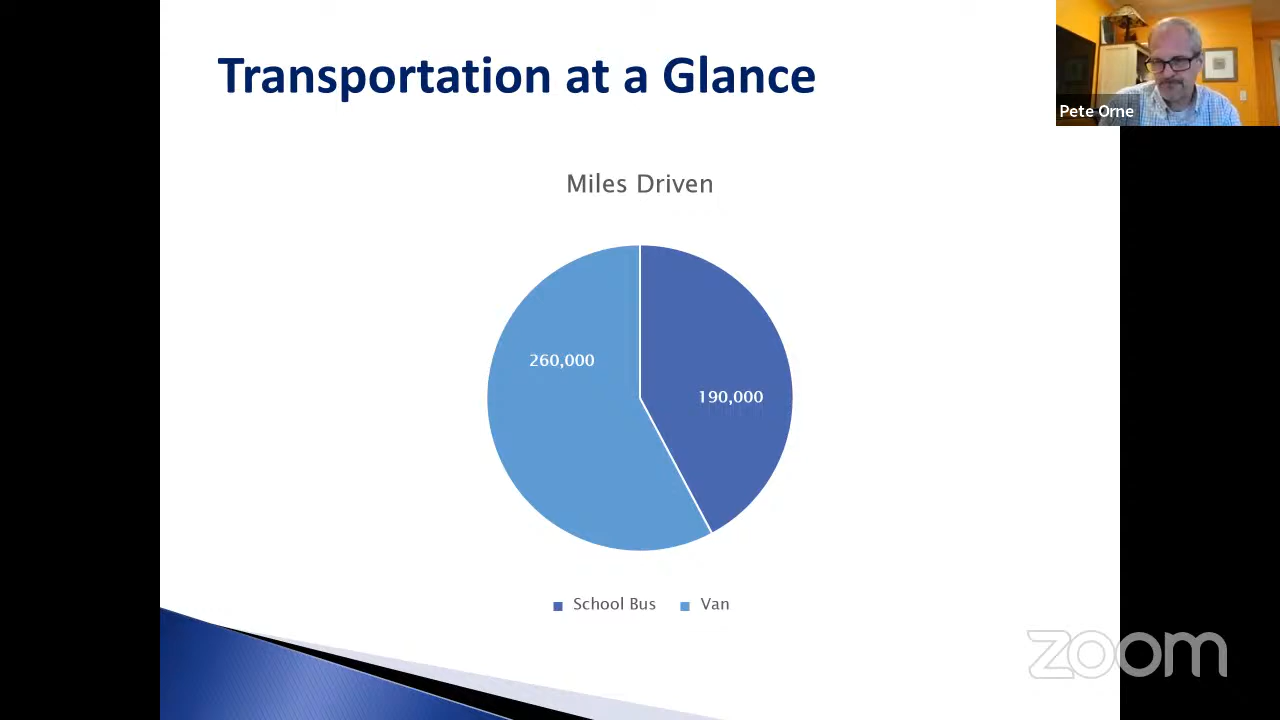 Transportation at a Glance
Pete Orne
Miles Driven
260,000
190,000
School Bus
Van
zoom